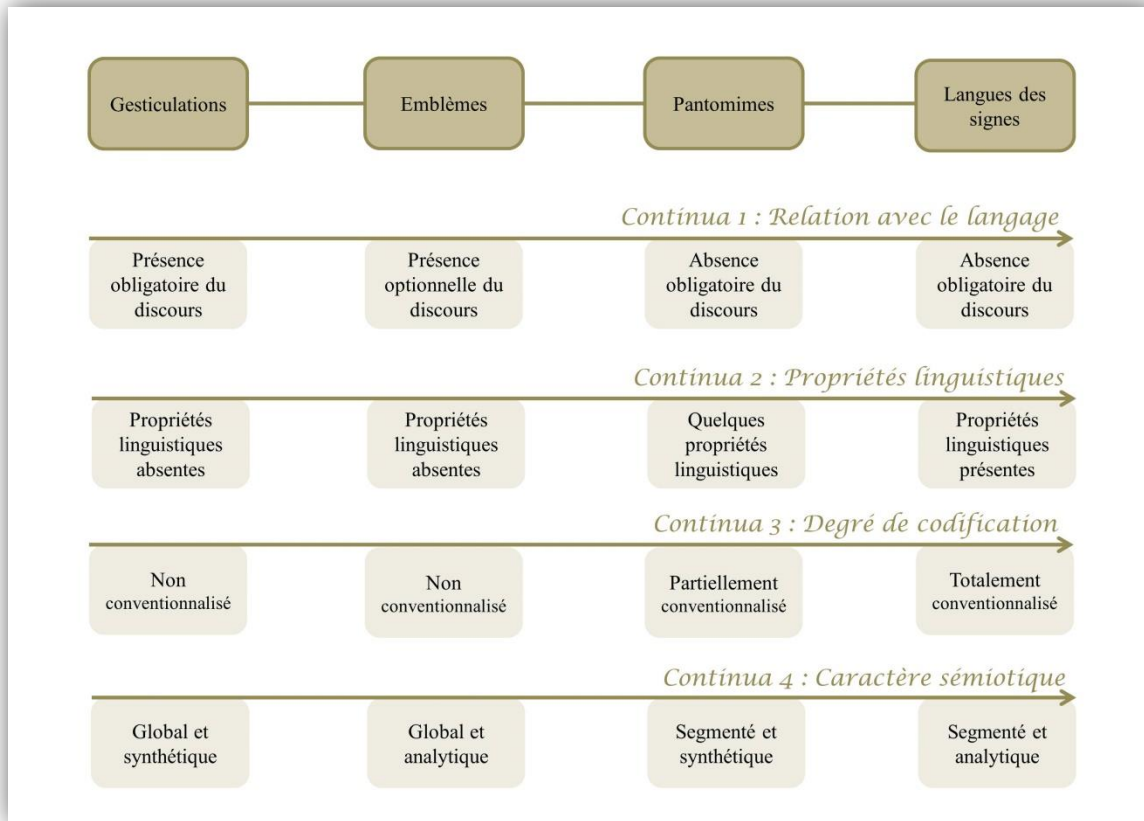 Gesticulations
Emblèmes
Pantomimes
Langues des
signes
Continua 1 : Relation avec le langage
Présence
obligatoire du
discours
Présence
optionnelle du
discours
Absence
obligatoire du
discours
Absence
obligatoire du
discours
Continua 2 : Propriétés linguistiques
Propriétés
linguistiques
absentes
Propriétés
linguistiques
absentes
Quelques
propriétés
linguistiques
Propriétés
linguistiques
présentes
Continua 3 : Degré de codification
Non
conventionnalisé
Non
conventionnalisé
Partiellement
conventionnalisé
Totalement
conventionnalisé
Continua 4 : Caractère sémiotique
Global et
synthétique
Global et
analytique
Segmenté et
synthétique
Segmenté et
analytique